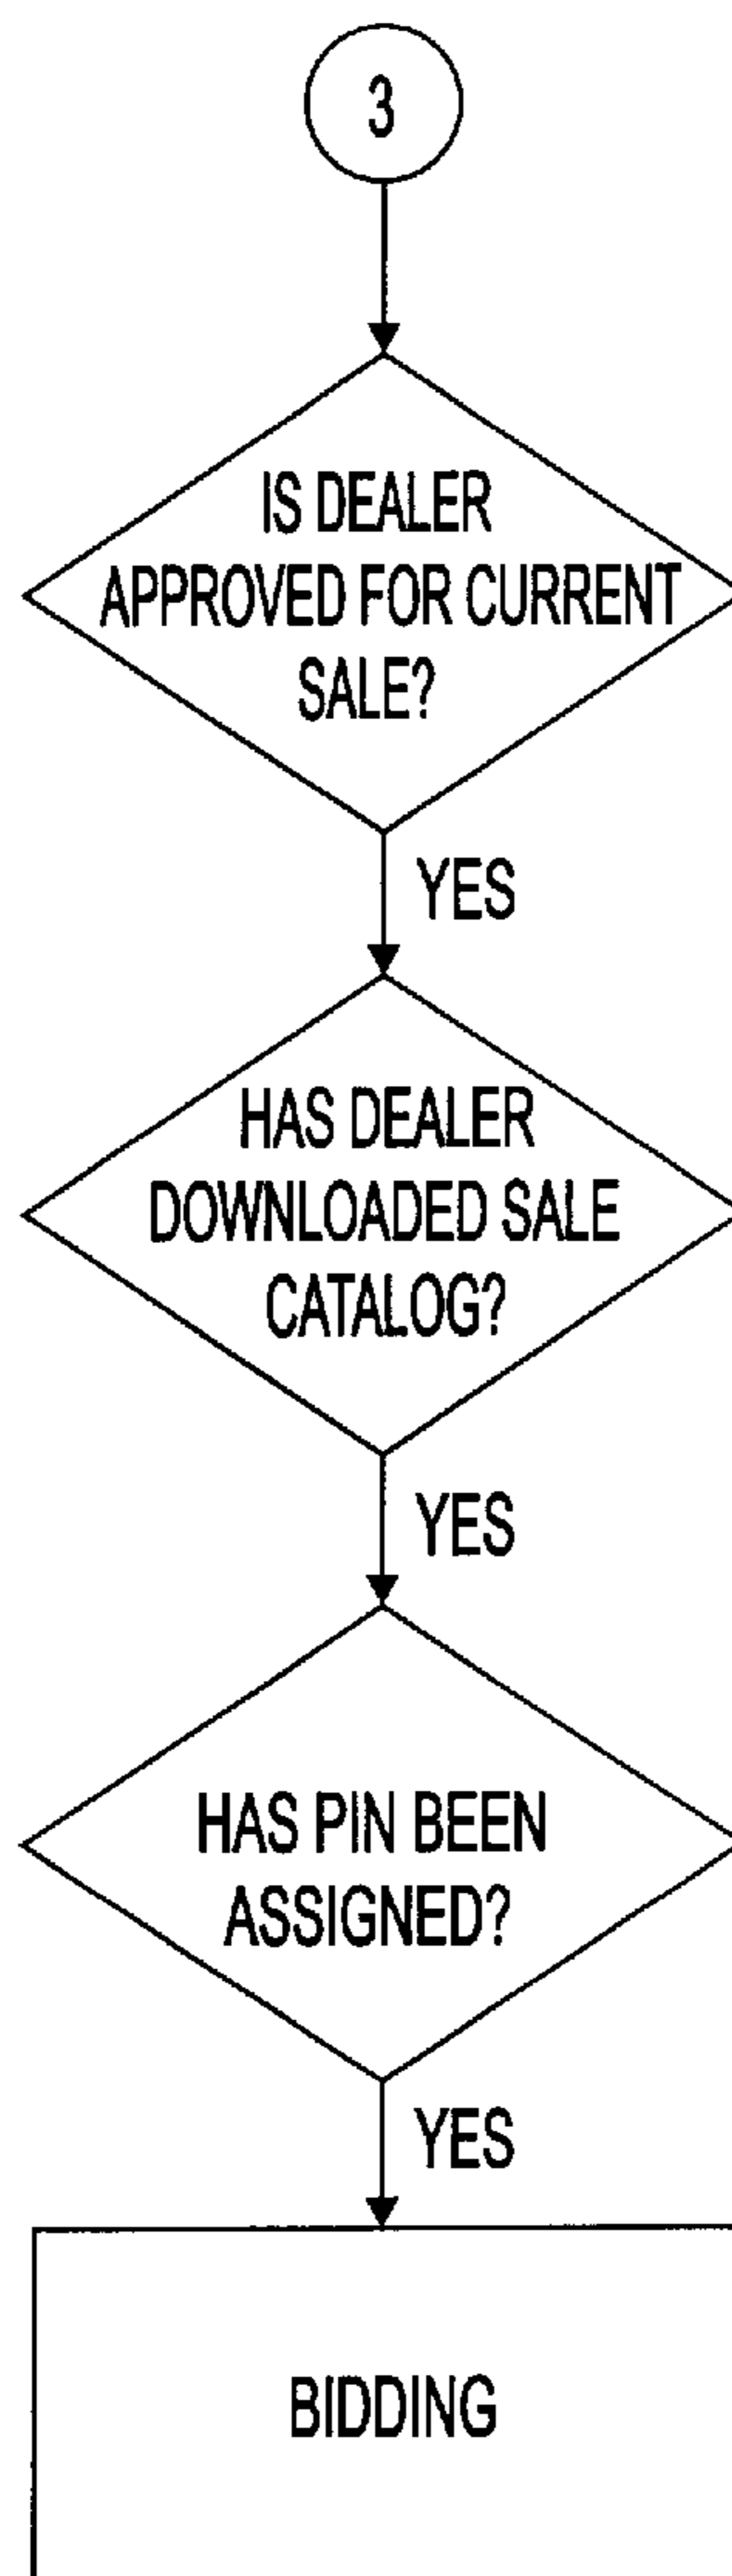 3
IS DEALER
APPROVED FOR CURRENT
SALE?
YES
HAS DEALER
DOWNLOADED SALE
CATALOG?
YES
HAS PIN BEEN
ASSIGNED?
YES
BIDDING